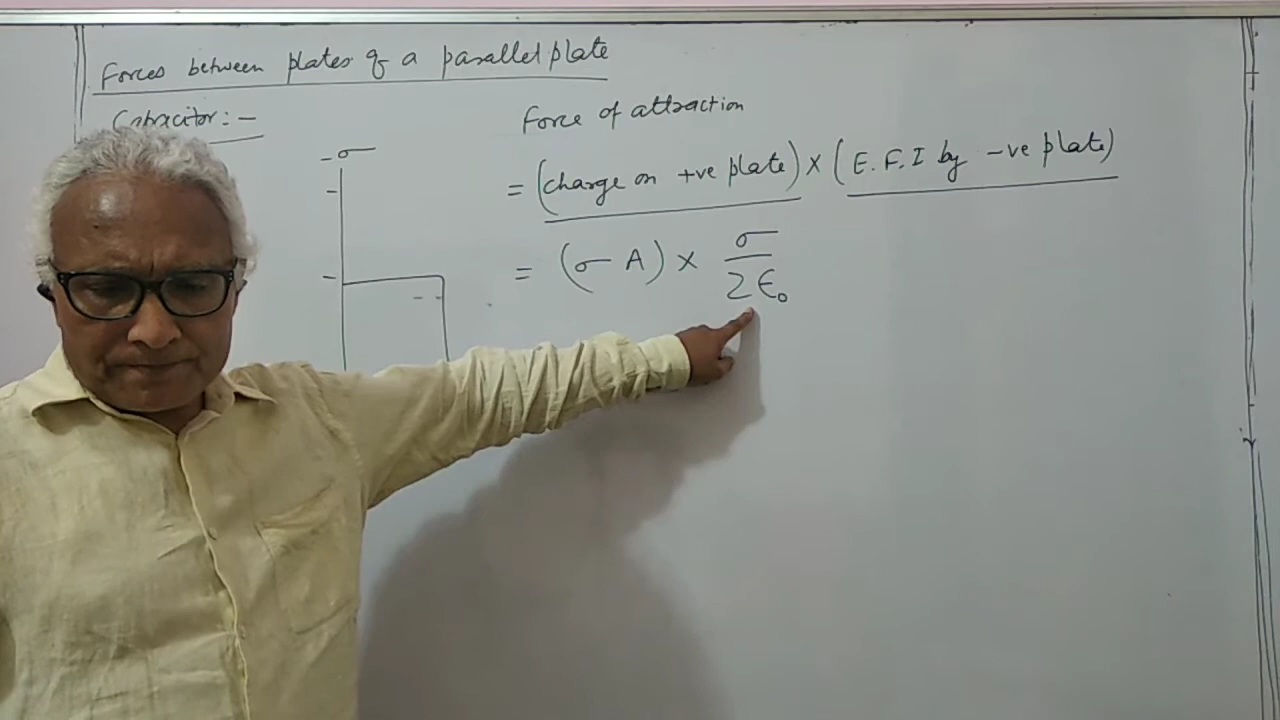 Forces between plates of a parallel plate
Capacitor:-
-σ
Force of attraction
= (charge on +ve plate) × (E.F.I by -ve plate)
= (σ A) × σ / 2ϵ₀